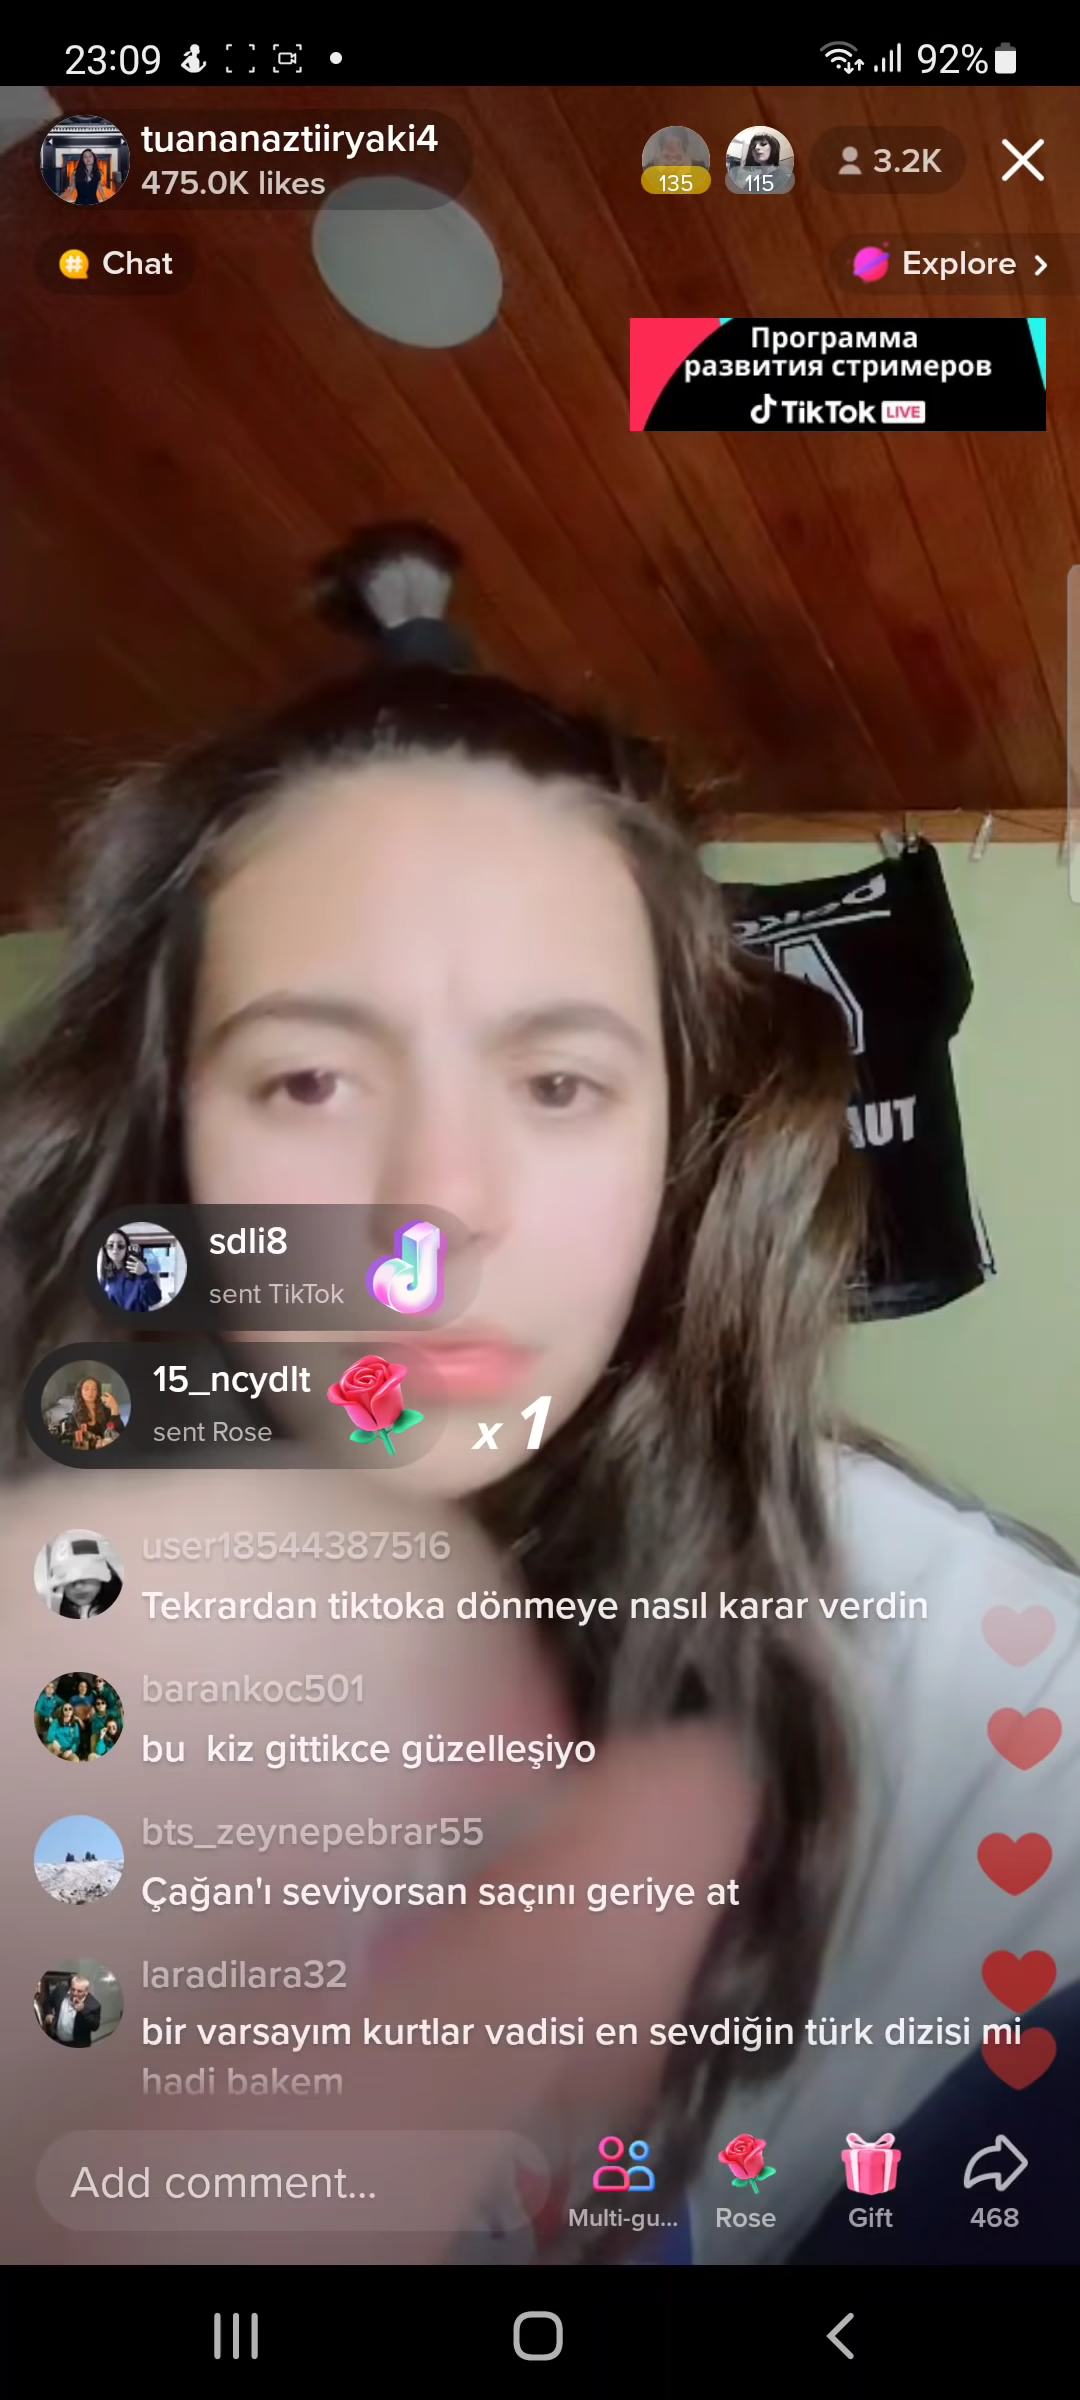 23:09
92%
tuananaztiiryaki4
475.0K likes
135
115
3.2K
Chat
Explore
Программа
развития стримеров
TikTok LIVE
AUT
sdli8
sent TikTok
15_ncydlt
sent Rose
x 1
user18544387516
Tekrardan tiktoka dönmeye nasıl karar verdin
barankoc501
bu kiz gittikce güzelleşiyo
bts_zeynepebrar55
Çağan'ı seviyorsan saçını geriye at
laradilara32
bir varsayım kurtlar vadisi en sevdiğin türk dizisi mi
hadi bakem
Add comment...
Multi-gu...
Rose
Gift
468